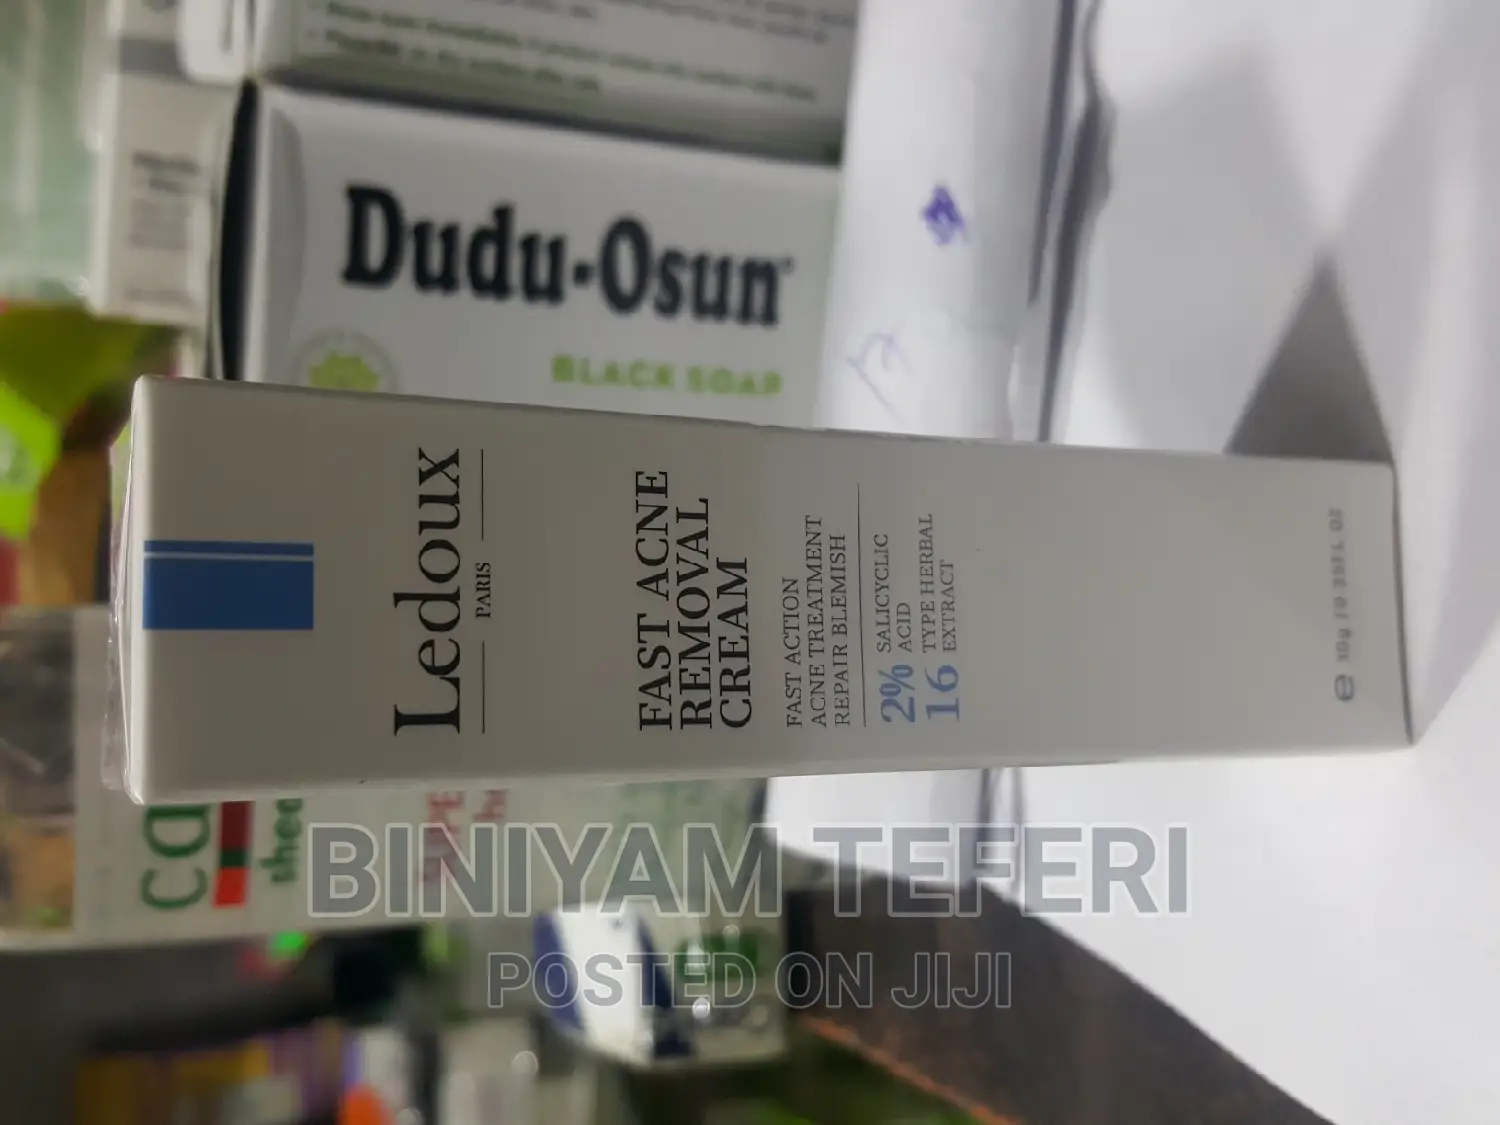 Dudu-Osun
BLACK SOAP
Ledoux
PARIS
FAST ACNE
REMOVAL
CREAM
FAST ACTION
ACNE TREATMENT
REPAIR BLEMISH
2% SALICYCLIC
ACID
16 TYPE HERBAL
EXTRACT
BINIYAM TEFERI
POSTED ON JIJI